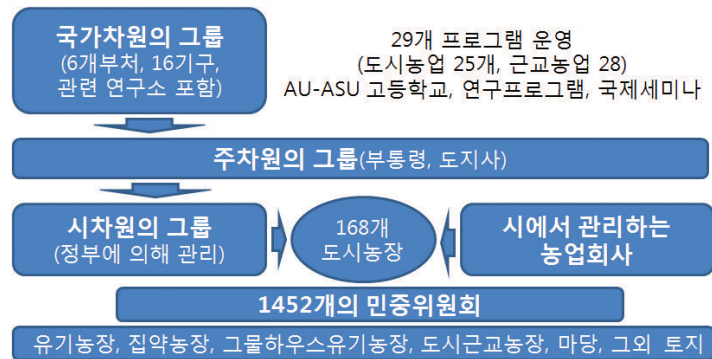 국가차원의 그룹
(6개부처, 16기구,
관련 연구소 포함)
29개 프로그램 운영
(도시농업 25개, 근교농업 28)
AU-ASU 고등학교, 연구프로그램, 국제세미나
주차원의 그룹(부통령, 도지사)
시차원의 그룹
(정부에 의해 관리)
168개
도시농장
시에서 관리하는
농업회사
1452개의 민중위원회
유기농장, 집약농장, 그물하우스유기농장, 도시근교농장, 마당, 그외 토지